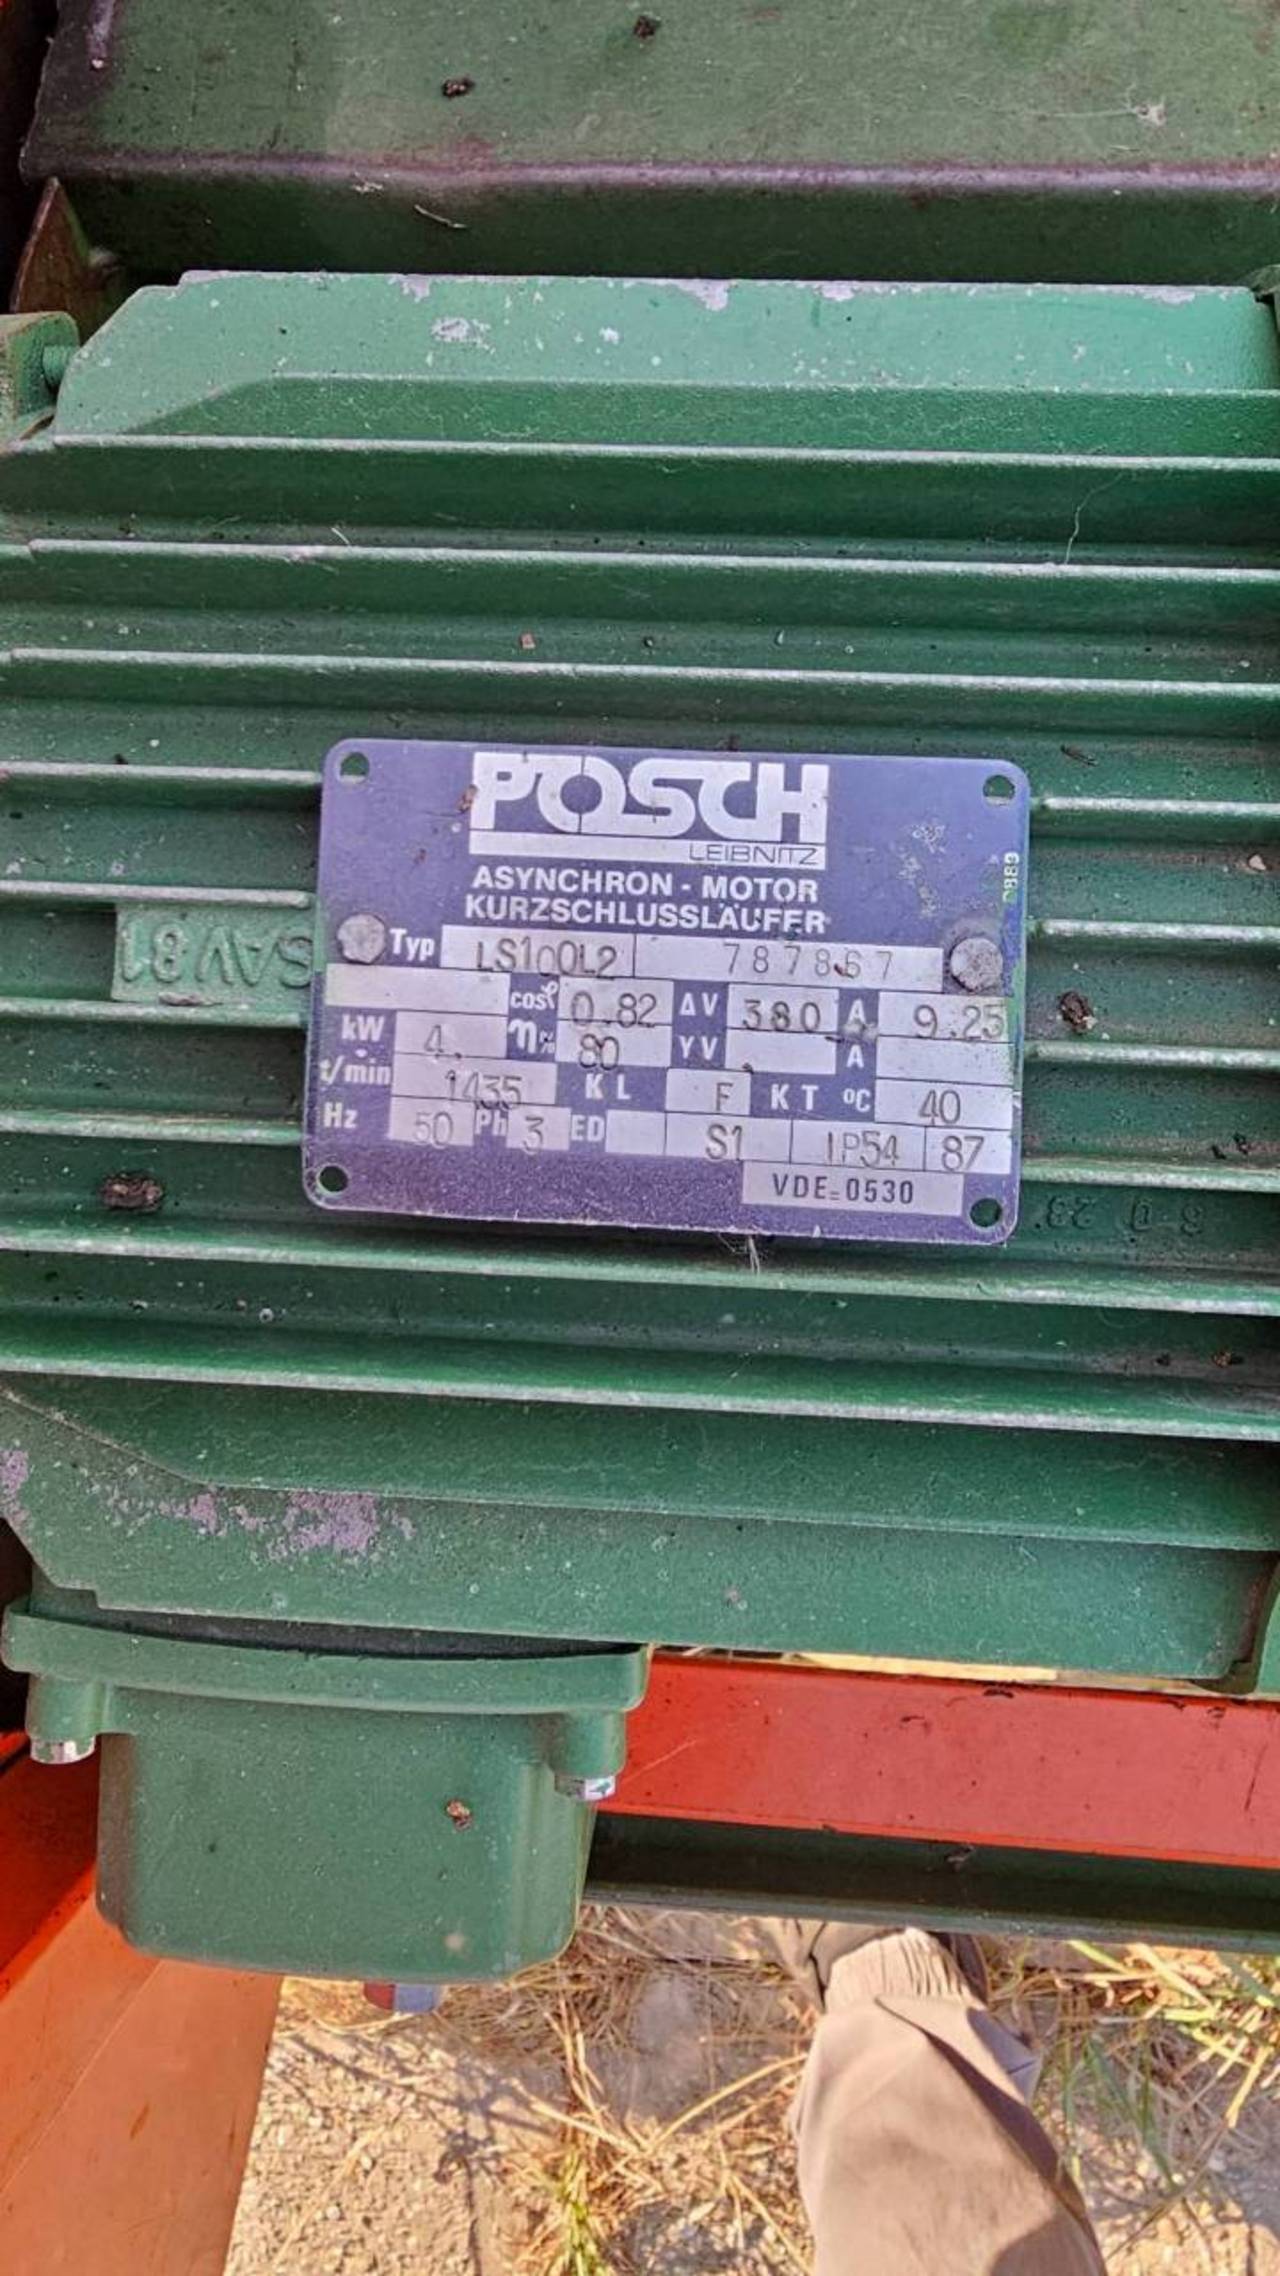 POSCH
LEIBNITZ
ASYNCHRON - MOTOR
KURZSCHLUSSLÄUFER
Typ LS100L2 787867
cosφ 0.82 ΔV 380 A 9.25
kW 4. η% 80 YV A
t/min 1435 KL F KT °C 40
Hz 50 Ph 3 ED S1 IP54 87
VDE=0530
SAV81